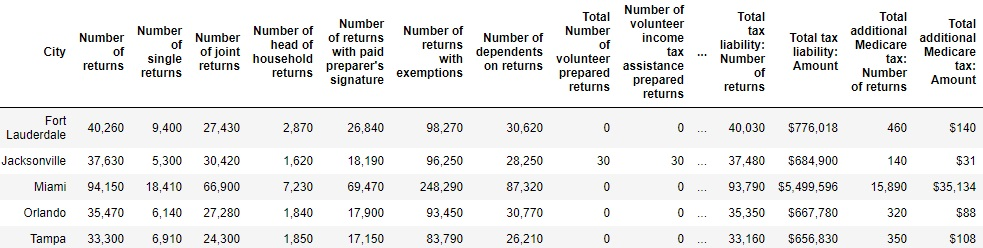 City Number of returns Number of single returns Number of joint returns Number of head of household returns Number of returns with paid preparer's signature Number of returns with exemptions Number of dependents on returns Total Number of volunteer prepared returns Number of volunteer income tax assistance prepared returns ... Total tax liability: Number of returns Total tax liability: Amount Total additional Medicare tax: Number of returns Total additional Medicare tax: Amount
Fort Lauderdale 40,260 9,400 27,430 2,870 26,840 98,270 30,620 0 0 ... 40,030 $776,018 460 $140
Jacksonville 37,630 5,300 30,420 1,620 18,190 96,250 28,250 30 30 ... 37,480 $684,900 140 $31
Miami 94,150 18,410 66,900 7,230 69,470 248,290 87,320 0 0 ... 93,790 $5,499,596 15,890 $35,134
Orlando 35,470 6,140 27,280 1,840 17,900 93,450 30,770 0 0 ... 35,350 $667,780 320 $88
Tampa 33,300 6,910 24,300 1,850 17,150 83,790 26,210 0 0 ... 33,160 $656,830 350 $108